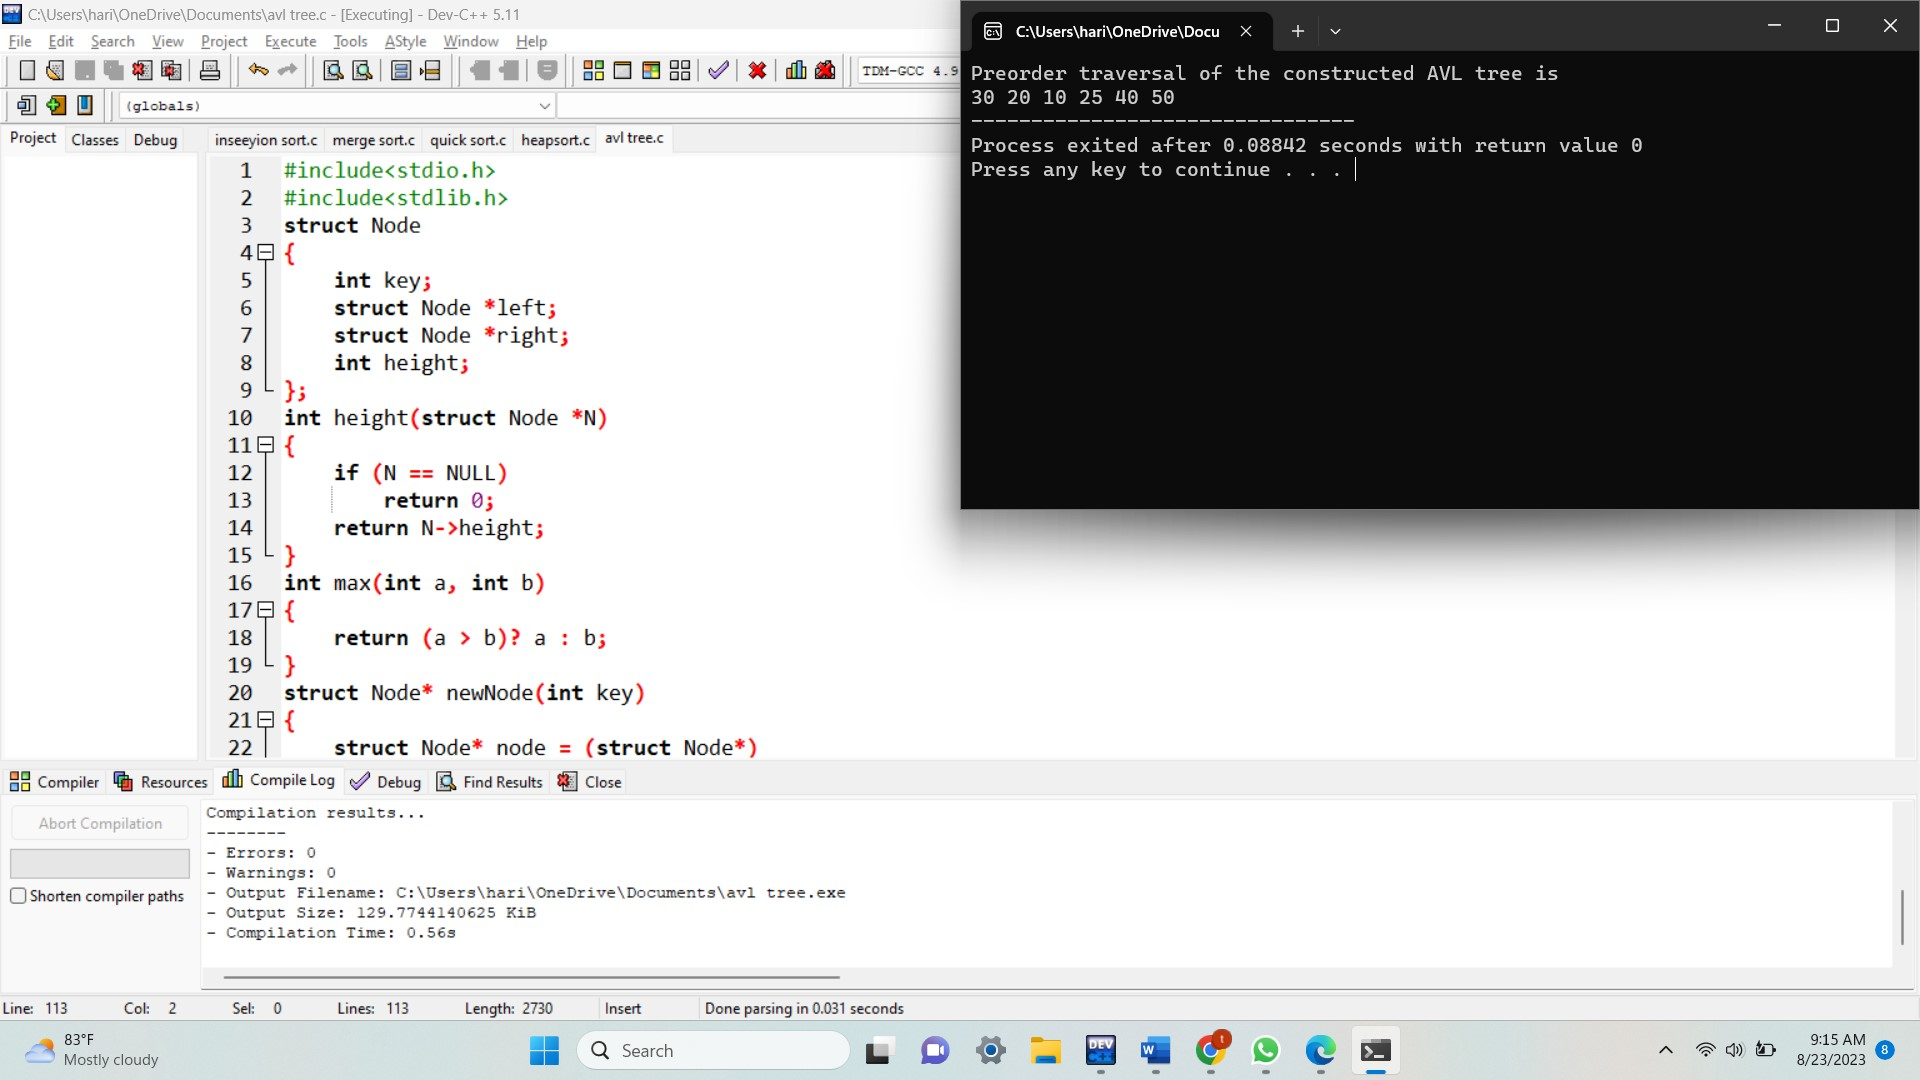 C:\Users\hari\OneDrive\Documents\avl tree.c - [Executing] - Dev-C++ 5.11
File Edit Search View Project Execute Tools AStyle Window Help
TDM-GCC 4.9
(globals)
Project Classes Debug
inseeyion sort.c merge sort.c quick sort.c heapsort.c avl tree.c
1 #include<stdio.h>
2 #include<stdlib.h>
3 struct Node
4 {
5 int key;
6 struct Node *left;
7 struct Node *right;
8 int height;
9 };
10 int height(struct Node *N)
11 {
12 if (N == NULL)
13 return 0;
14 return N->height;
15 }
16 int max(int a, int b)
17 {
18 return (a > b)? a : b;
19 }
20 struct Node* newNode(int key)
21 {
22 struct Node* node = (struct Node*)
C:\Users\hari\OneDrive\Docu
Preorder traversal of the constructed AVL tree is
30 20 10 25 40 50
--------------------------------
Process exited after 0.08842 seconds with return value 0
Press any key to continue . . .
Compiler Resources Compile Log Debug Find Results Close
Abort Compilation
Shorten compiler paths
Compilation results...
--------
- Errors: 0
- Warnings: 0
- Output Filename: C:\Users\hari\OneDrive\Documents\avl tree.exe
- Output Size: 129.7744140625 KiB
- Compilation Time: 0.56s
Line: 113 Col: 2 Sel: 0 Lines: 113 Length: 2730 Insert Done parsing in 0.031 seconds
83°F
Mostly cloudy
Search
DEV C++
W
t
9:15 AM
8/23/2023
8